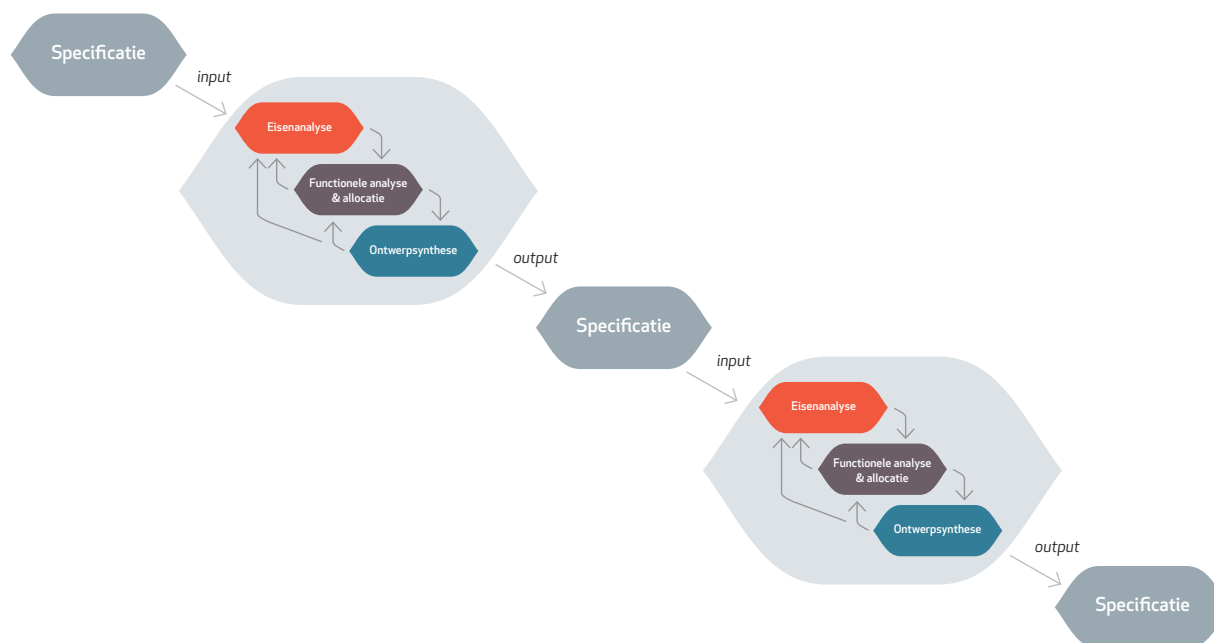 Specificatie
input
Eisenanalyse
Functionele analyse
& allocatie
Ontwerpsynthese
output
Specificatie
input
Eisenanalyse
Functionele analyse
& allocatie
Ontwerpsynthese
output
Specificatie